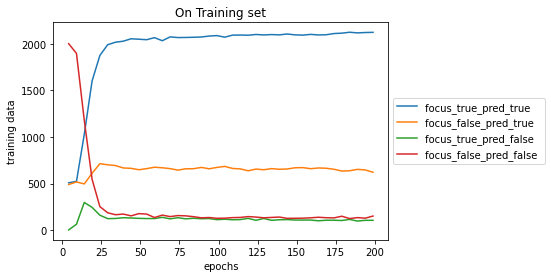 On Training set
training data
2000
1500
1000
500
0
0
25
50
75
100
125
150
175
200
epochs
focus_true_pred_true
focus_false_pred_true
focus_true_pred_false
focus_false_pred_false